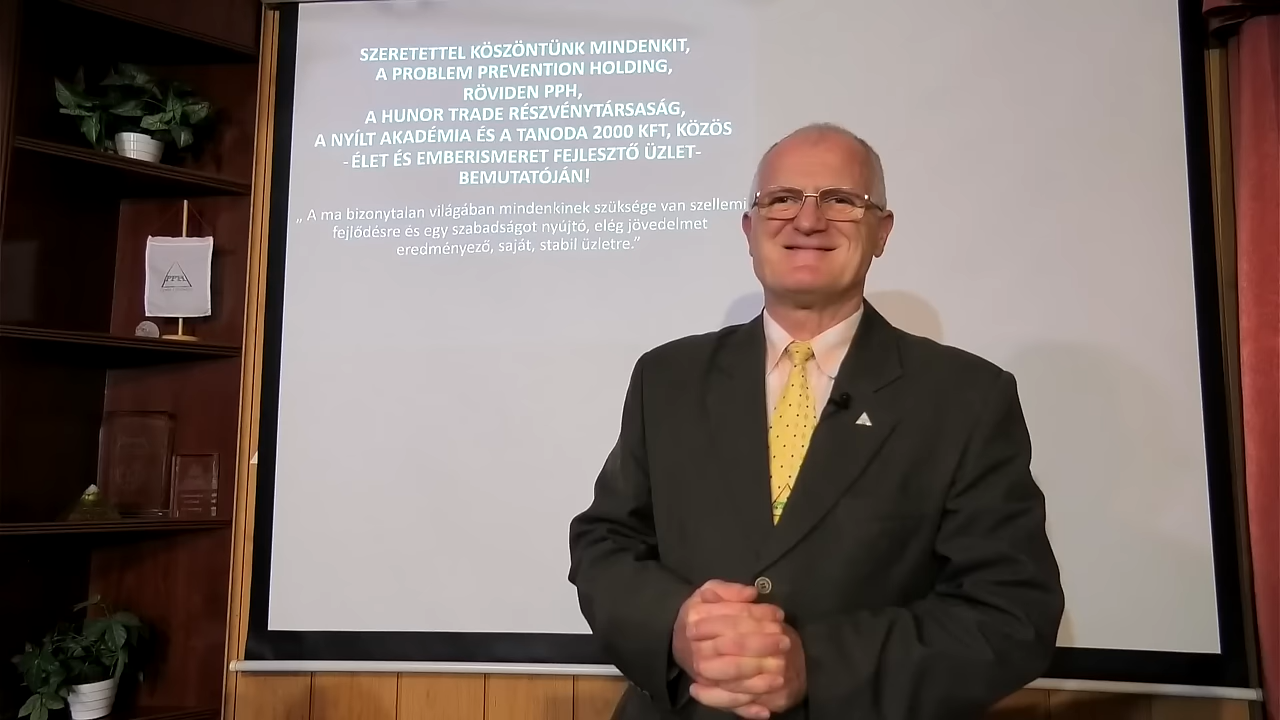 SZERETETTEL KÖSZÖNTÜNK MINDENKIT,
A PROBLEM PREVENTION HOLDING,
RÖVIDEN PPH,
A HUNOR TRADE RÉSZVÉNYTÁRSASÁG,
A NYÍLT AKADÉMIA ÉS A TANODA 2000 KFT, KÖZÖS
- ÉLET ÉS EMBERISMERET FEJLESZTŐ ÜZLET-
BEMUTATÓJÁN!
„ A ma bizonytalan világában mindenkinek szüksége van szellemi
fejlődésre és egy szabadságot nyújtó, elég jövedelmet
eredményező, saját, stabil üzletre.”
PPH